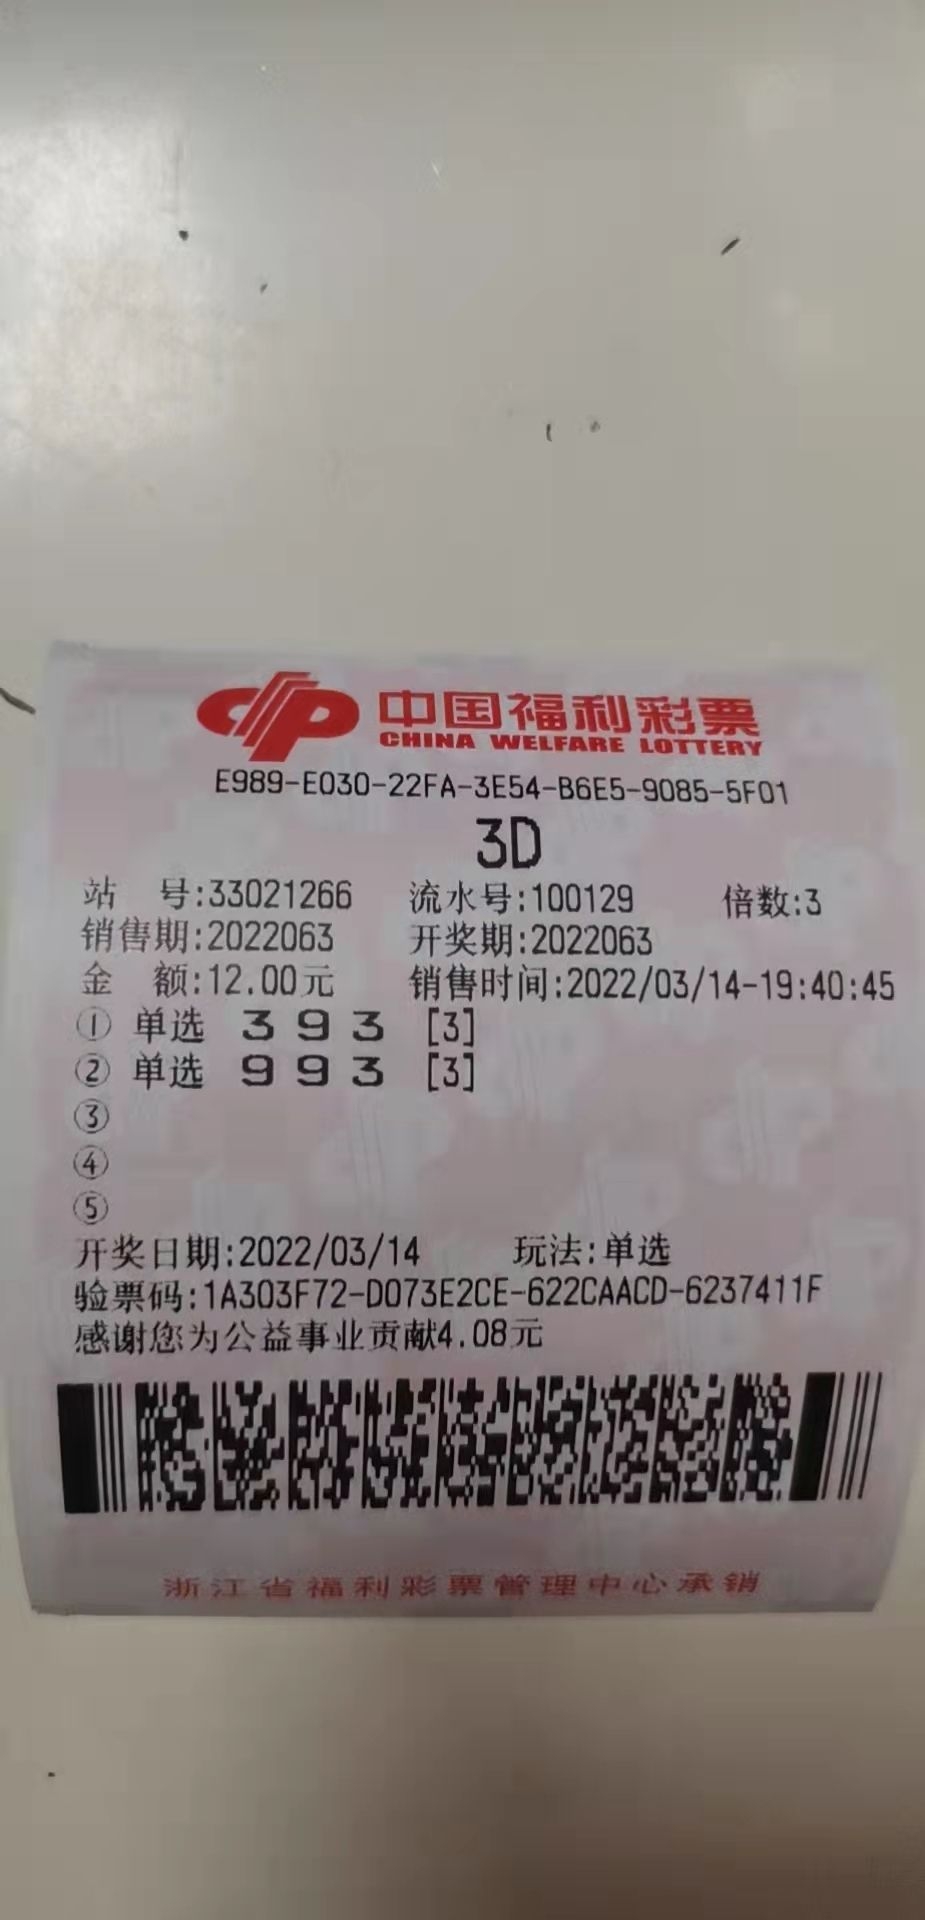 中国福利彩票
CHINA WELFARE LOTTERY
E989-E030-22FA-3E54-B6E5-9085-5F01
3D
站 号:33021266 流水号:100129 倍数:3
销售期:2022063 开奖期:2022063
金 额:12.00元 销售时间:2022/03/14-19:40:45
① 单选 3 9 3 [3]
② 单选 9 9 3 [3]
③
④
⑤
开奖日期:2022/03/14 玩法:单选
验票码:1A303F72-D073E2CE-622CAACD-6237411F
感谢您为公益事业贡献4.08元
浙江省福利彩票管理中心承销